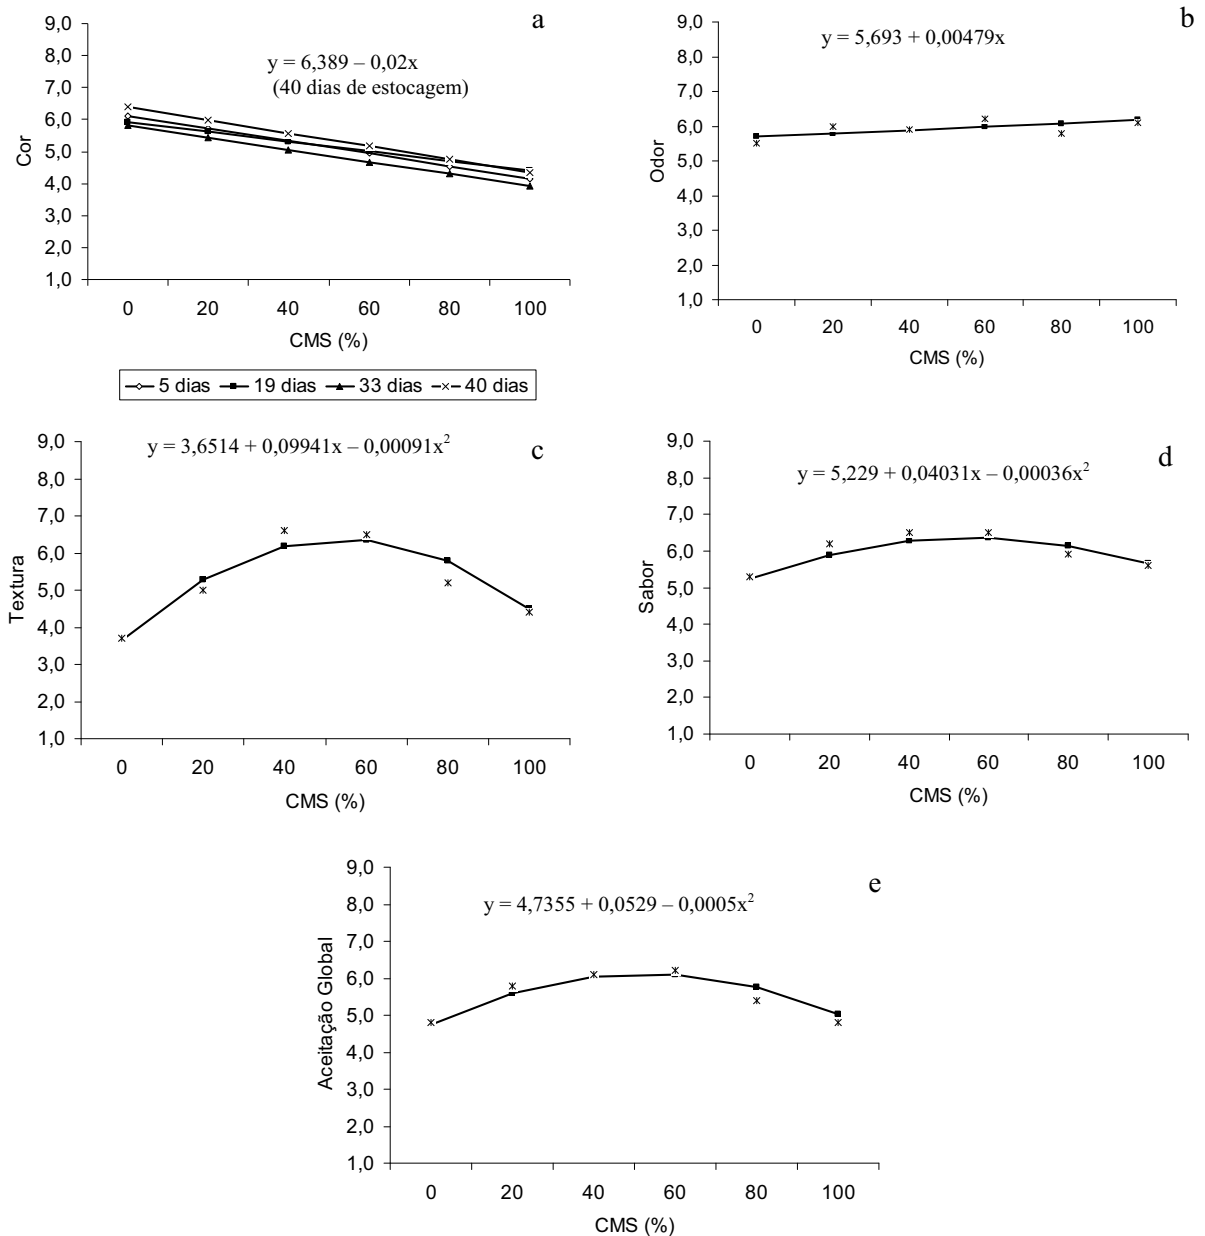 a
y = 6,389 – 0,02x
(40 dias de estocagem)
9,0
8,0
7,0
6,0
5,0
4,0
3,0
2,0
1,0
Cor
0 20 40 60 80 100
CMS (%)
5 dias 19 dias 33 dias 40 dias
b
y = 5,693 + 0,00479x
9,0
8,0
7,0
6,0
5,0
4,0
3,0
2,0
1,0
Odor
0 20 40 60 80 100
CMS (%)
c
y = 3,6514 + 0,09941x – 0,00091x²
9,0
8,0
7,0
6,0
5,0
4,0
3,0
2,0
1,0
Textura
0 20 40 60 80 100
CMS (%)
d
y = 5,229 + 0,04031x – 0,00036x²
9,0
8,0
7,0
6,0
5,0
4,0
3,0
2,0
1,0
Sabor
0 20 40 60 80 100
CMS (%)
e
y = 4,7355 + 0,0529 – 0,0005x²
9,0
8,0
7,0
6,0
5,0
4,0
3,0
2,0
1,0
Aceitação Global
0 20 40 60 80 100
CMS (%)